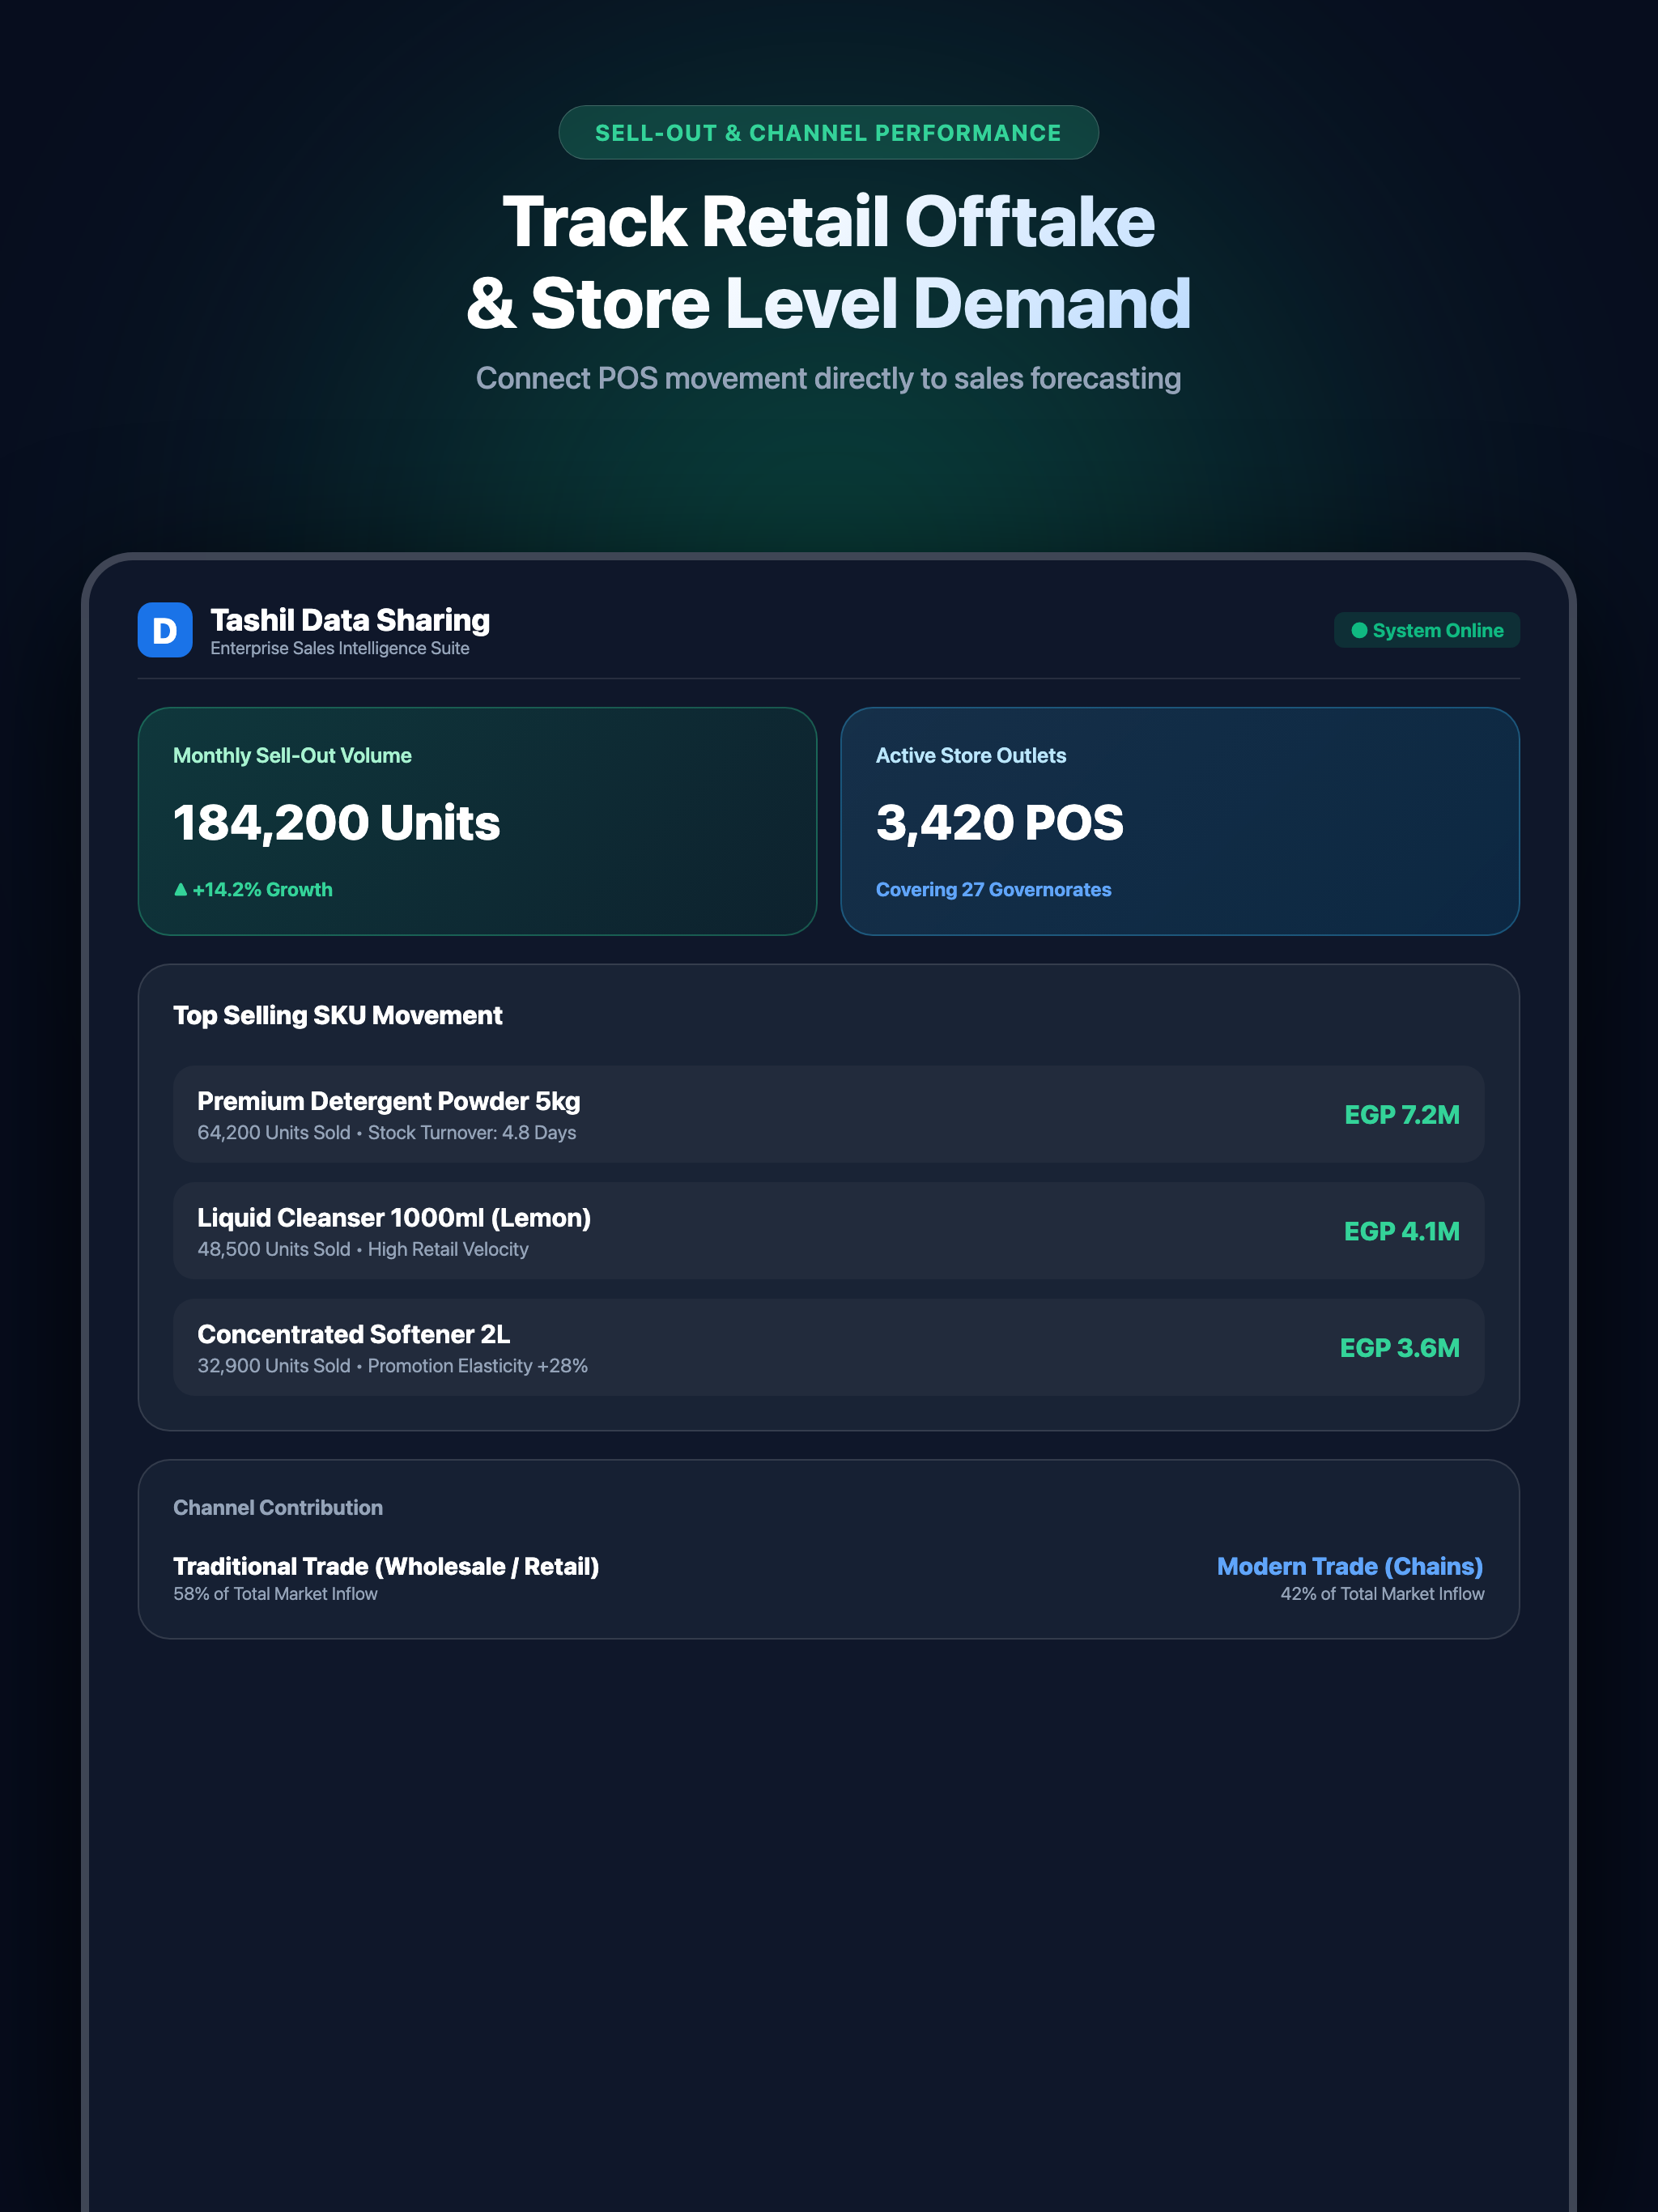 SELL-OUT & CHANNEL PERFORMANCE
Track Retail Offtake
& Store Level Demand
Connect POS movement directly to sales forecasting
D
Tashil Data Sharing
Enterprise Sales Intelligence Suite
System Online
Monthly Sell-Out Volume
184,200 Units
▲ +14.2% Growth
Active Store Outlets
3,420 POS
Covering 27 Governorates
Top Selling SKU Movement
Premium Detergent Powder 5kg
64,200 Units Sold • Stock Turnover: 4.8 Days
EGP 7.2M
Liquid Cleanser 1000ml (Lemon)
48,500 Units Sold • High Retail Velocity
EGP 4.1M
Concentrated Softener 2L
32,900 Units Sold • Promotion Elasticity +28%
EGP 3.6M
Channel Contribution
Traditional Trade (Wholesale / Retail)
58% of Total Market Inflow
Modern Trade (Chains)
42% of Total Market Inflow